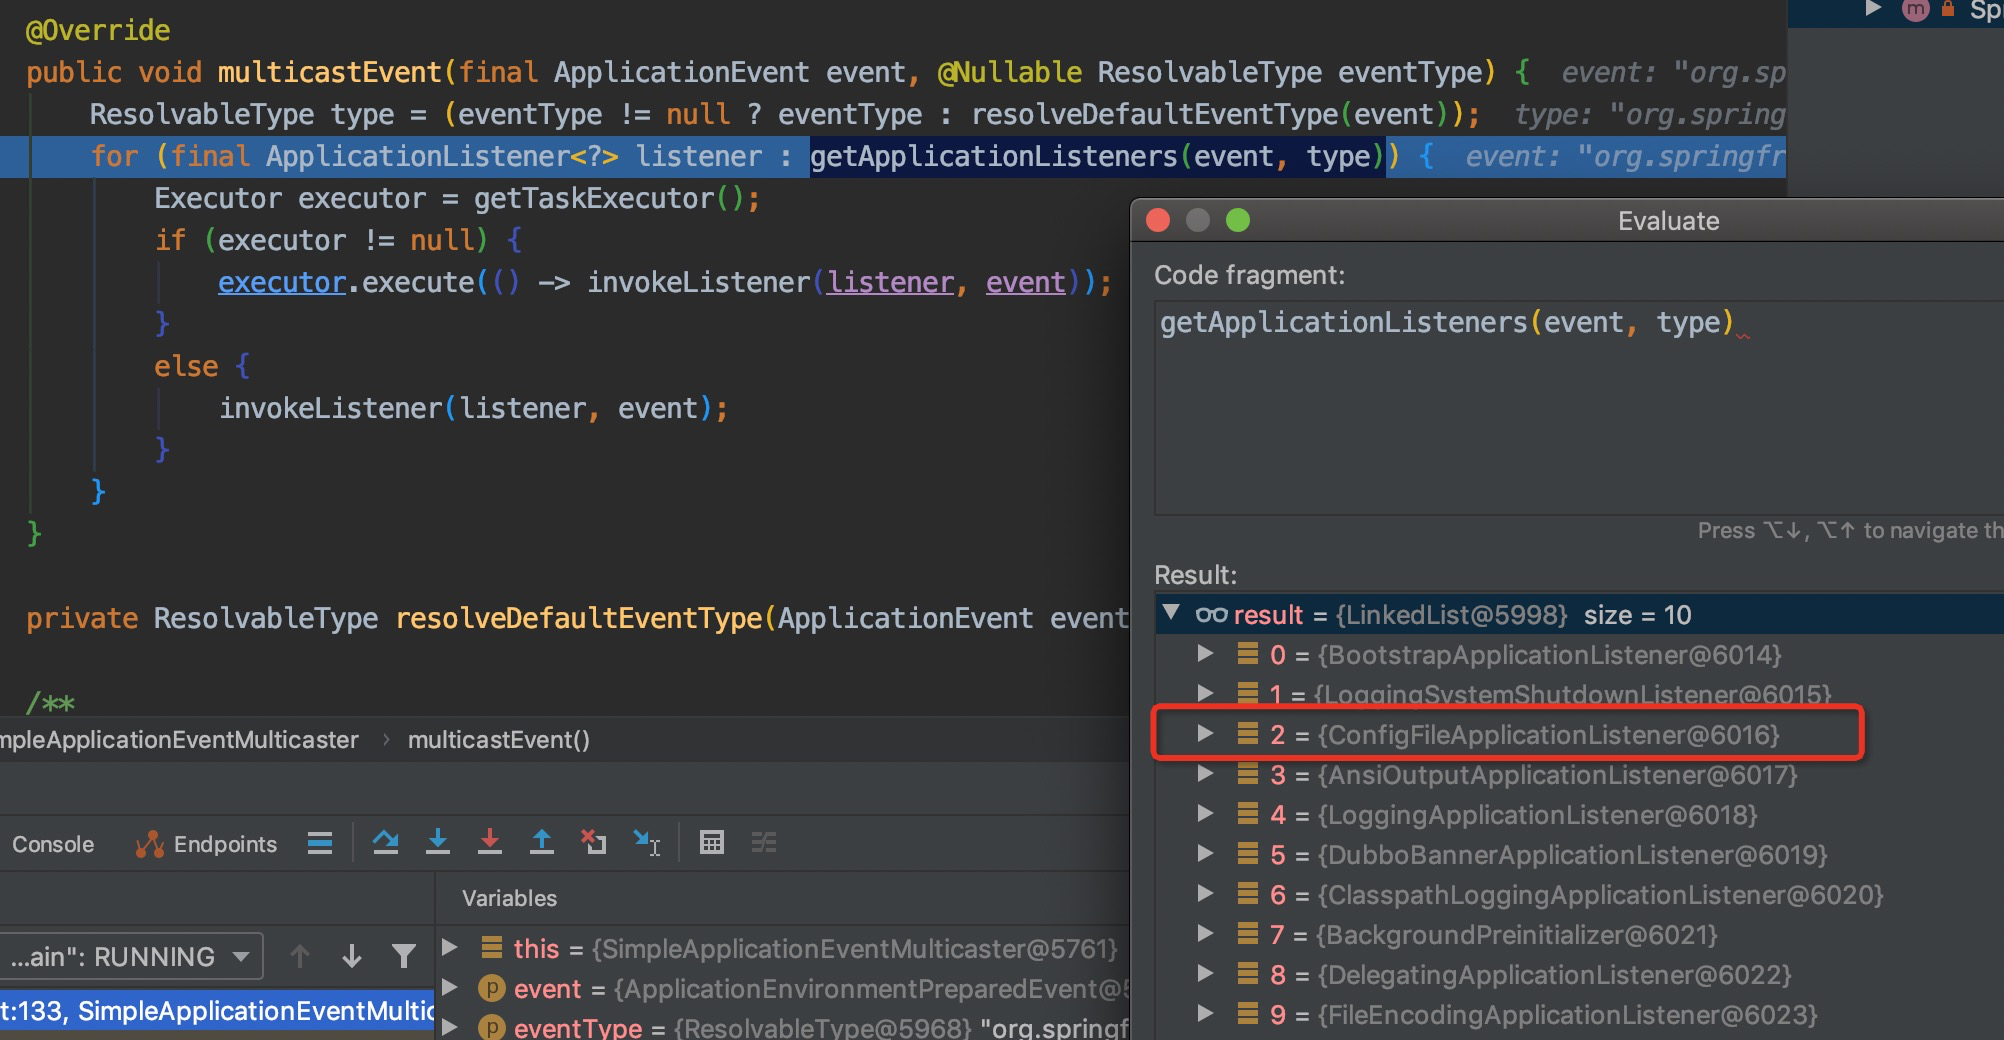 @Override
public void multicastEvent(final ApplicationEvent event, @Nullable ResolvableType eventType) { event: "org.sp
ResolvableType type = (eventType != null ? eventType : resolveDefaultEventType(event)); type: "org.spring
for (final ApplicationListener<?> listener : getApplicationListeners(event, type)) { event: "org.springfr
Executor executor = getTaskExecutor();
if (executor != null) {
executor.execute(() -> invokeListener(listener, event));
}
else {
invokeListener(listener, event);
}
}
}
private ResolvableType resolveDefaultEventType(ApplicationEvent event
/**
mpleApplicationEventMulticaster › multicastEvent()
Console Endpoints
Variables
...ain": RUNNING
t:133, SimpleApplicationEventMultic
this = {SimpleApplicationEventMulticaster@5761}
p event = {ApplicationEnvironmentPreparedEvent@5
p eventType = {ResolvableType@5968} "org.springf
m Spr
Evaluate
Code fragment:
getApplicationListeners(event, type)
Press ⌥↓, ⌥↑ to navigate th
Result:
result = {LinkedList@5998} size = 10
0 = {BootstrapApplicationListener@6014}
1 = {LoggingSystemShutdownListener@6015}
2 = {ConfigFileApplicationListener@6016}
3 = {AnsiOutputApplicationListener@6017}
4 = {LoggingApplicationListener@6018}
5 = {DubboBannerApplicationListener@6019}
6 = {ClasspathLoggingApplicationListener@6020}
7 = {BackgroundPreinitializer@6021}
8 = {DelegatingApplicationListener@6022}
9 = {FileEncodingApplicationListener@6023}